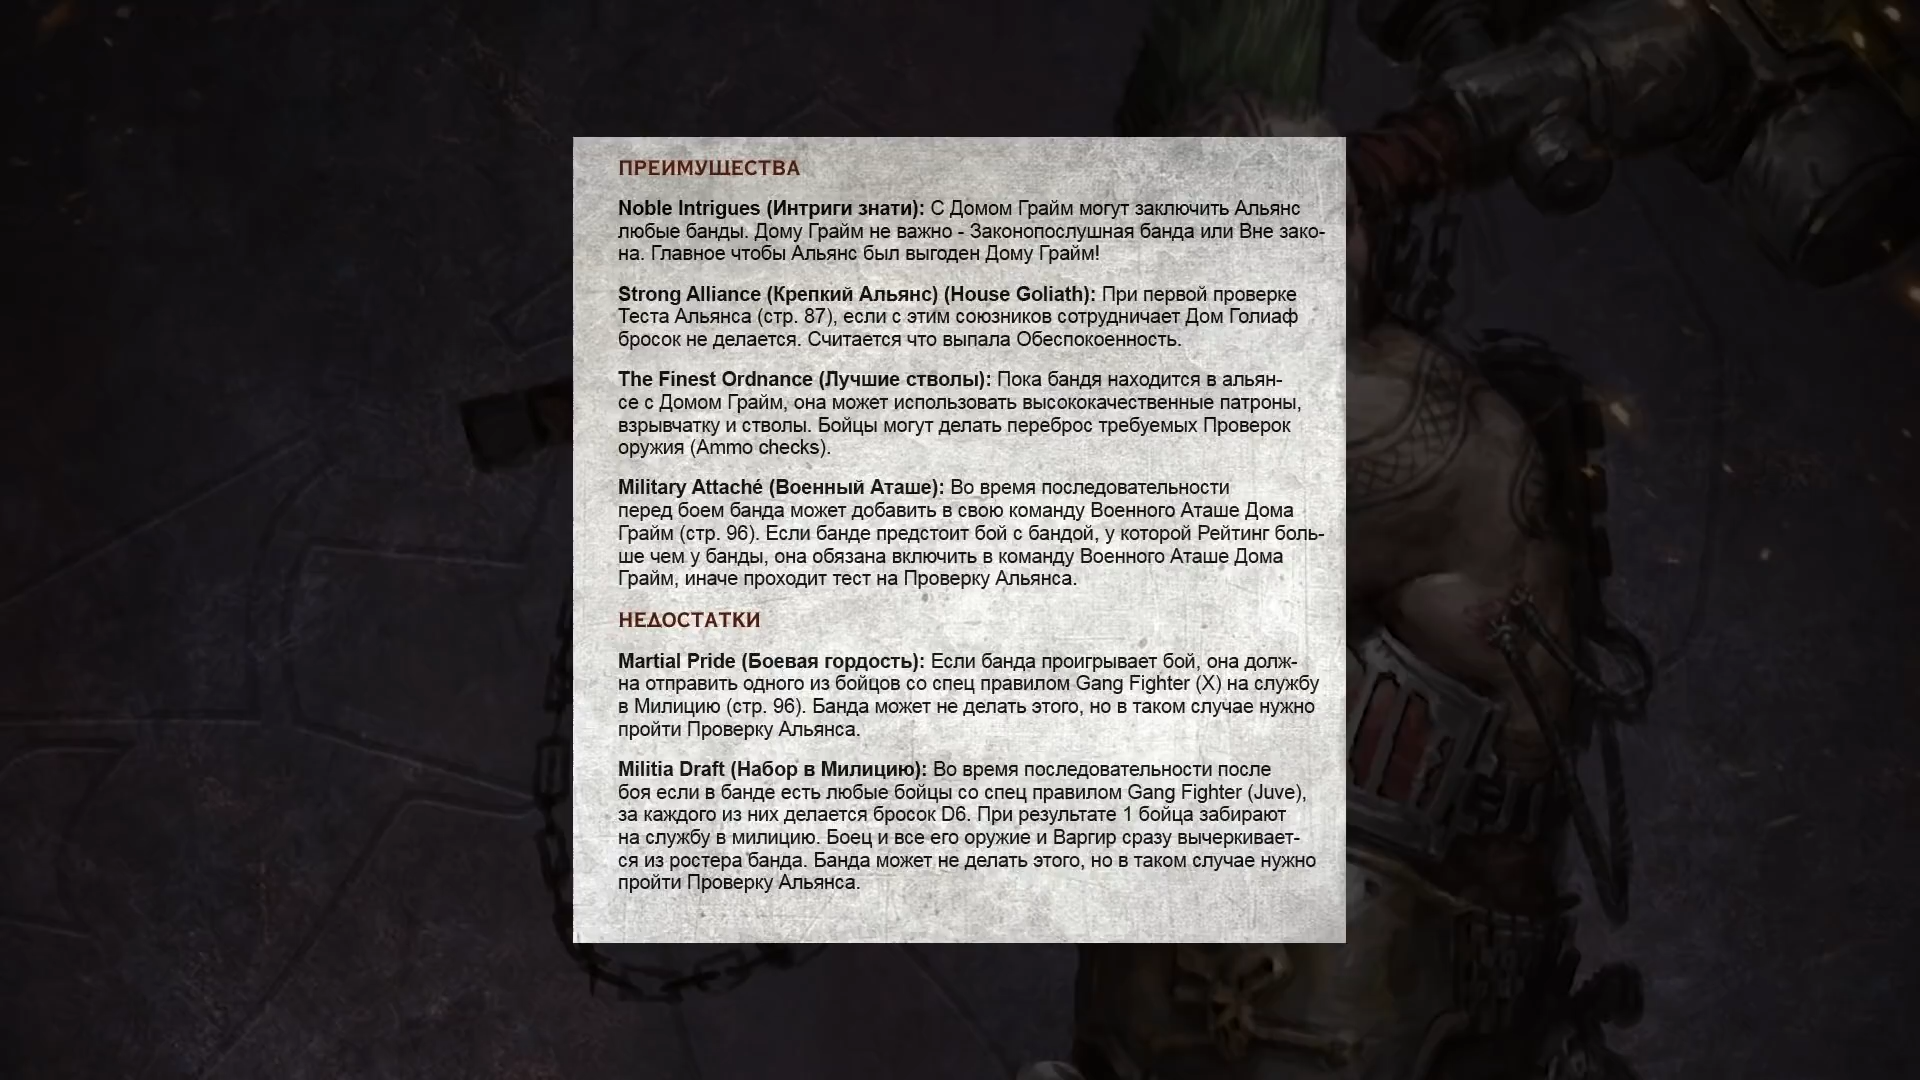 ПРЕИМУЩЕСТВА
Noble Intrigues (Интриги знати): С Домом Грайм могут заключить Альянс
любые банды. Дому Грайм не важно - Законопослушная банда или Вне зако-
на. Главное чтобы Альянс был выгоден Дому Грайм!
Strong Alliance (Крепкий Альянс) (House Goliath): При первой проверке
Теста Альянса (стр. 87), если с этим союзников сотрудничает Дом Голиаф
бросок не делается. Считается что выпала Обеспокоенность.
The Finest Ordnance (Лучшие стволы): Пока бандя находится в альян-
се с Домом Грайм, она может использовать высококачественные патроны,
взрывчатку и стволы. Бойцы могут делать переброс требуемых Проверок
оружия (Ammo checks).
Military Attaché (Военный Аташе): Во время последовательности
перед боем банда может добавить в свою команду Военного Аташе Дома
Грайм (стр. 96). Если банде предстоит бой с бандой, у которой Рейтинг боль-
ше чем у банды, она обязана включить в команду Военного Аташе Дома
Грайм, иначе проходит тест на Проверку Альянса.
НЕДОСТАТКИ
Martial Pride (Боевая гордость): Если банда проигрывает бой, она долж-
на отправить одного из бойцов со спец правилом Gang Fighter (X) на службу
в Милицию (стр. 96). Банда может не делать этого, но в таком случае нужно
пройти Проверку Альянса.
Militia Draft (Набор в Милицию): Во время последовательности после
боя если в банде есть любые бойцы со спец правилом Gang Fighter (Juve),
за каждого из них делается бросок D6. При результате 1 бойца забирают
на службу в милицию. Боец и все его оружие и Варгир сразу вычеркивает-
ся из ростера банда. Банда может не делать этого, но в таком случае нужно
пройти Проверку Альянса.